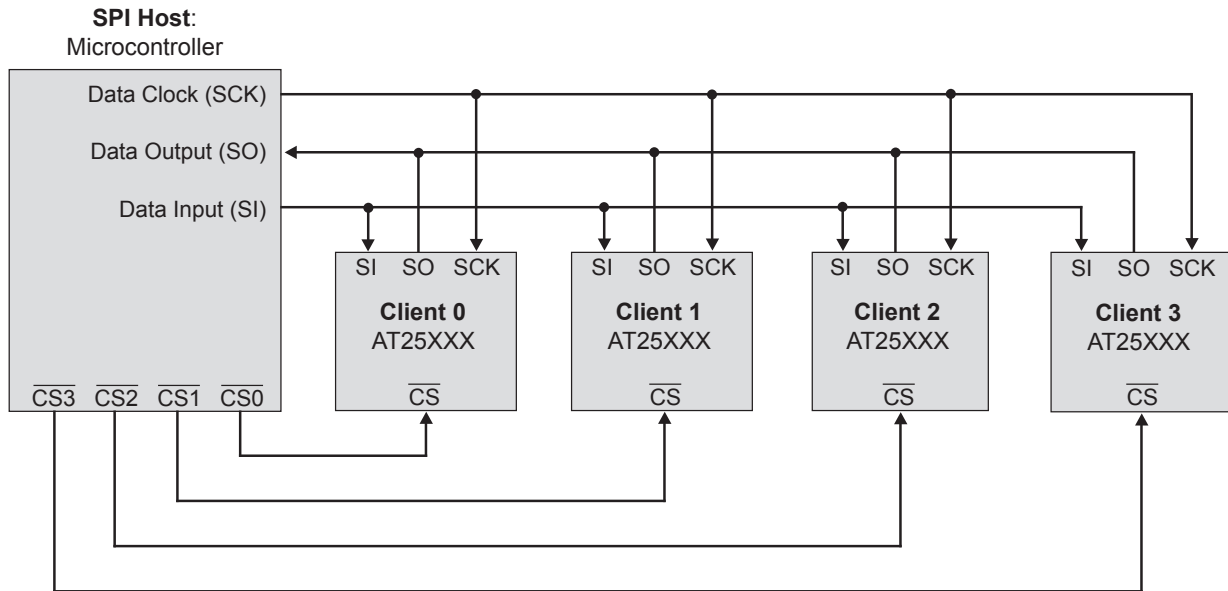 SPI Host:
Microcontroller
Data Clock (SCK)
Data Output (SO)
Data Input (SI)
CS3 CS2 CS1 CS0
SI SO SCK
Client 0
AT25XXX
CS
SI SO SCK
Client 1
AT25XXX
CS
SI SO SCK
Client 2
AT25XXX
CS
SI SO SCK
Client 3
AT25XXX
CS